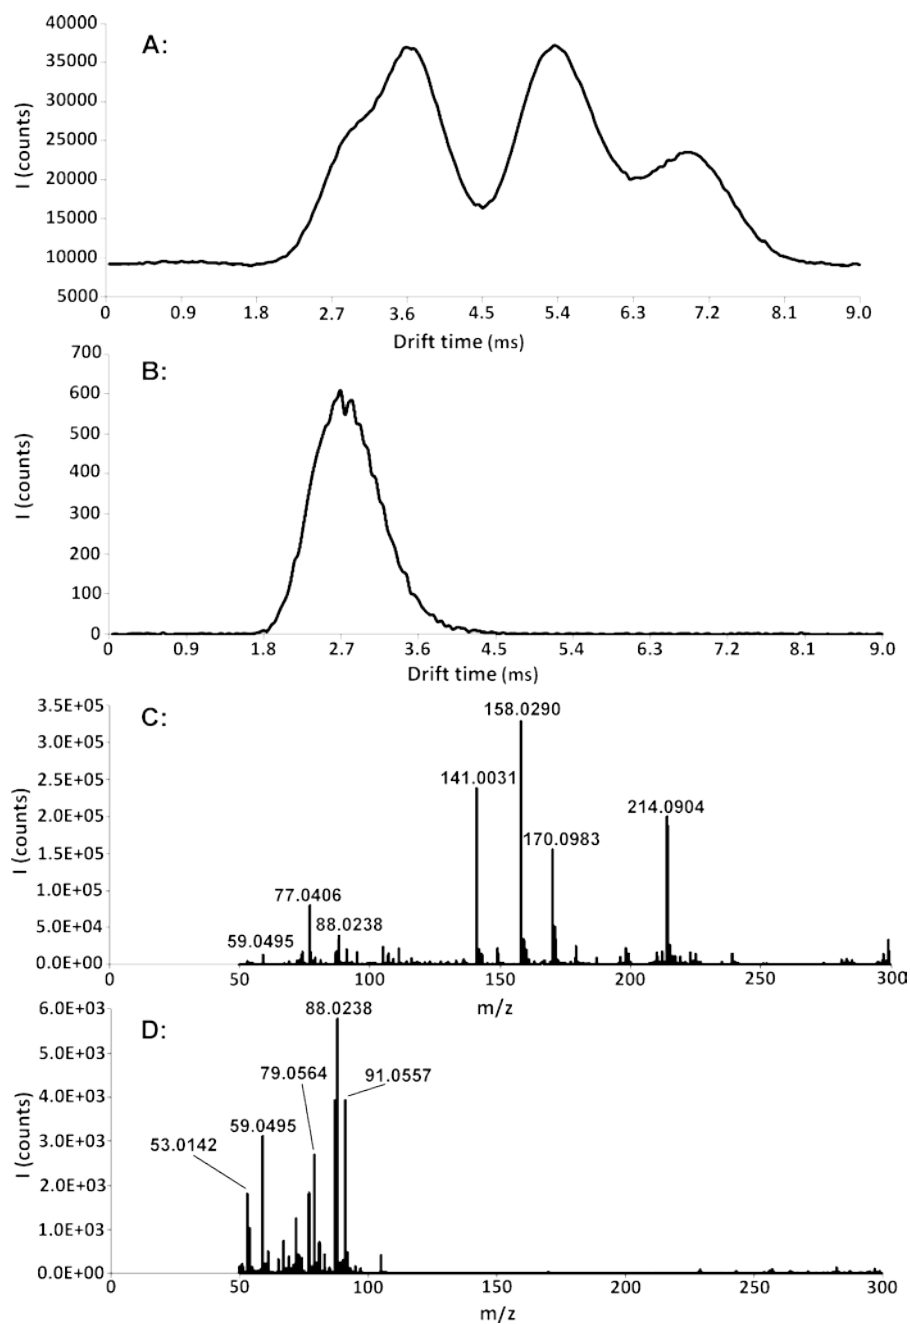 A:
I (counts)
40000
35000
30000
25000
20000
15000
10000
5000
0 0.9 1.8 2.7 3.6 4.5 5.4 6.3 7.2 8.1 9.0
Drift time (ms)
B:
I (counts)
700
600
500
400
300
200
100
0
0 0.9 1.8 2.7 3.6 4.5 5.4 6.3 7.2 8.1 9.0
Drift time (ms)
C:
I (counts)
3.5E+05
3.0E+05
2.5E+05
2.0E+05
1.5E+05
1.0E+05
5.0E+04
0.0E+00
158.0290
141.0031
214.0904
170.0983
77.0406
88.0238
59.0495
0 50 100 150 200 250 300
m/z
D:
I (counts)
6.0E+03
5.0E+03
4.0E+03
3.0E+03
2.0E+03
1.0E+03
0.0E+00
88.0238
79.0564
91.0557
59.0495
53.0142
0 50 100 150 200 250 300
m/z